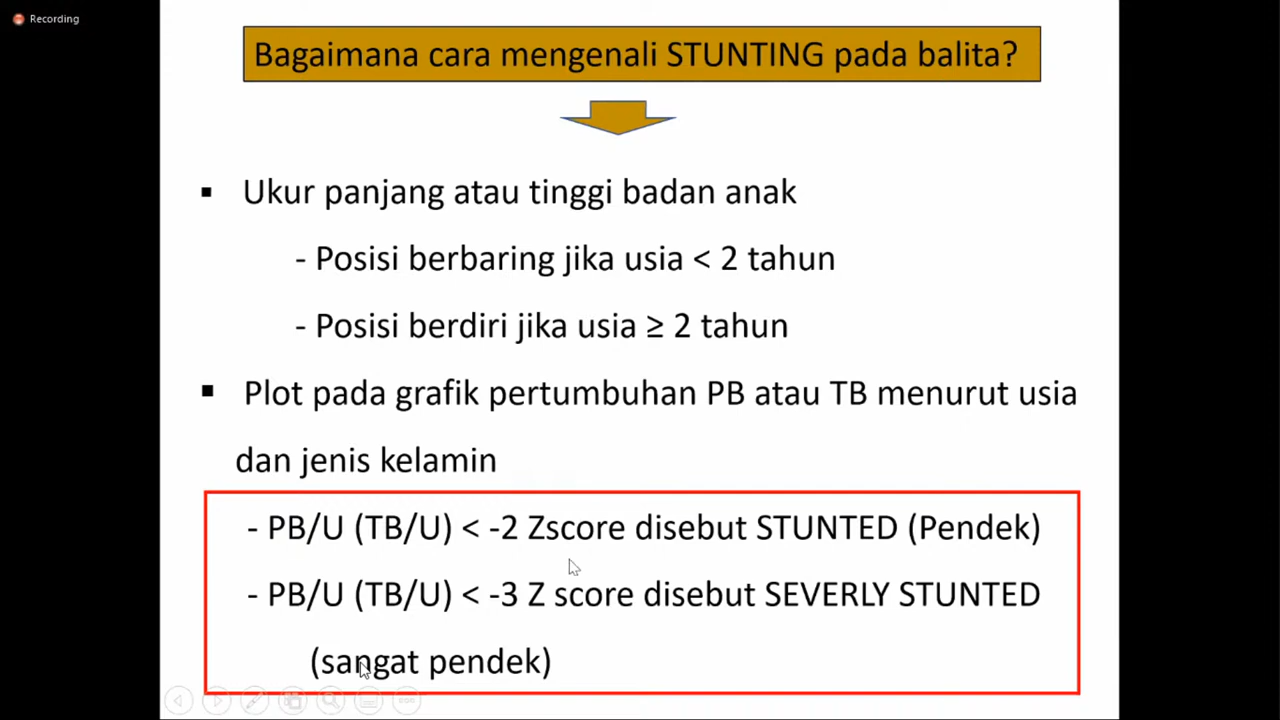 Recording
Bagaimana cara mengenali STUNTING pada balita?
▪ Ukur panjang atau tinggi badan anak
- Posisi berbaring jika usia < 2 tahun
- Posisi berdiri jika usia ≥ 2 tahun
▪ Plot pada grafik pertumbuhan PB atau TB menurut usia
dan jenis kelamin
- PB/U (TB/U) < -2 Zscore disebut STUNTED (Pendek)
- PB/U (TB/U) < -3 Z score disebut SEVERLY STUNTED
(sangat pendek)